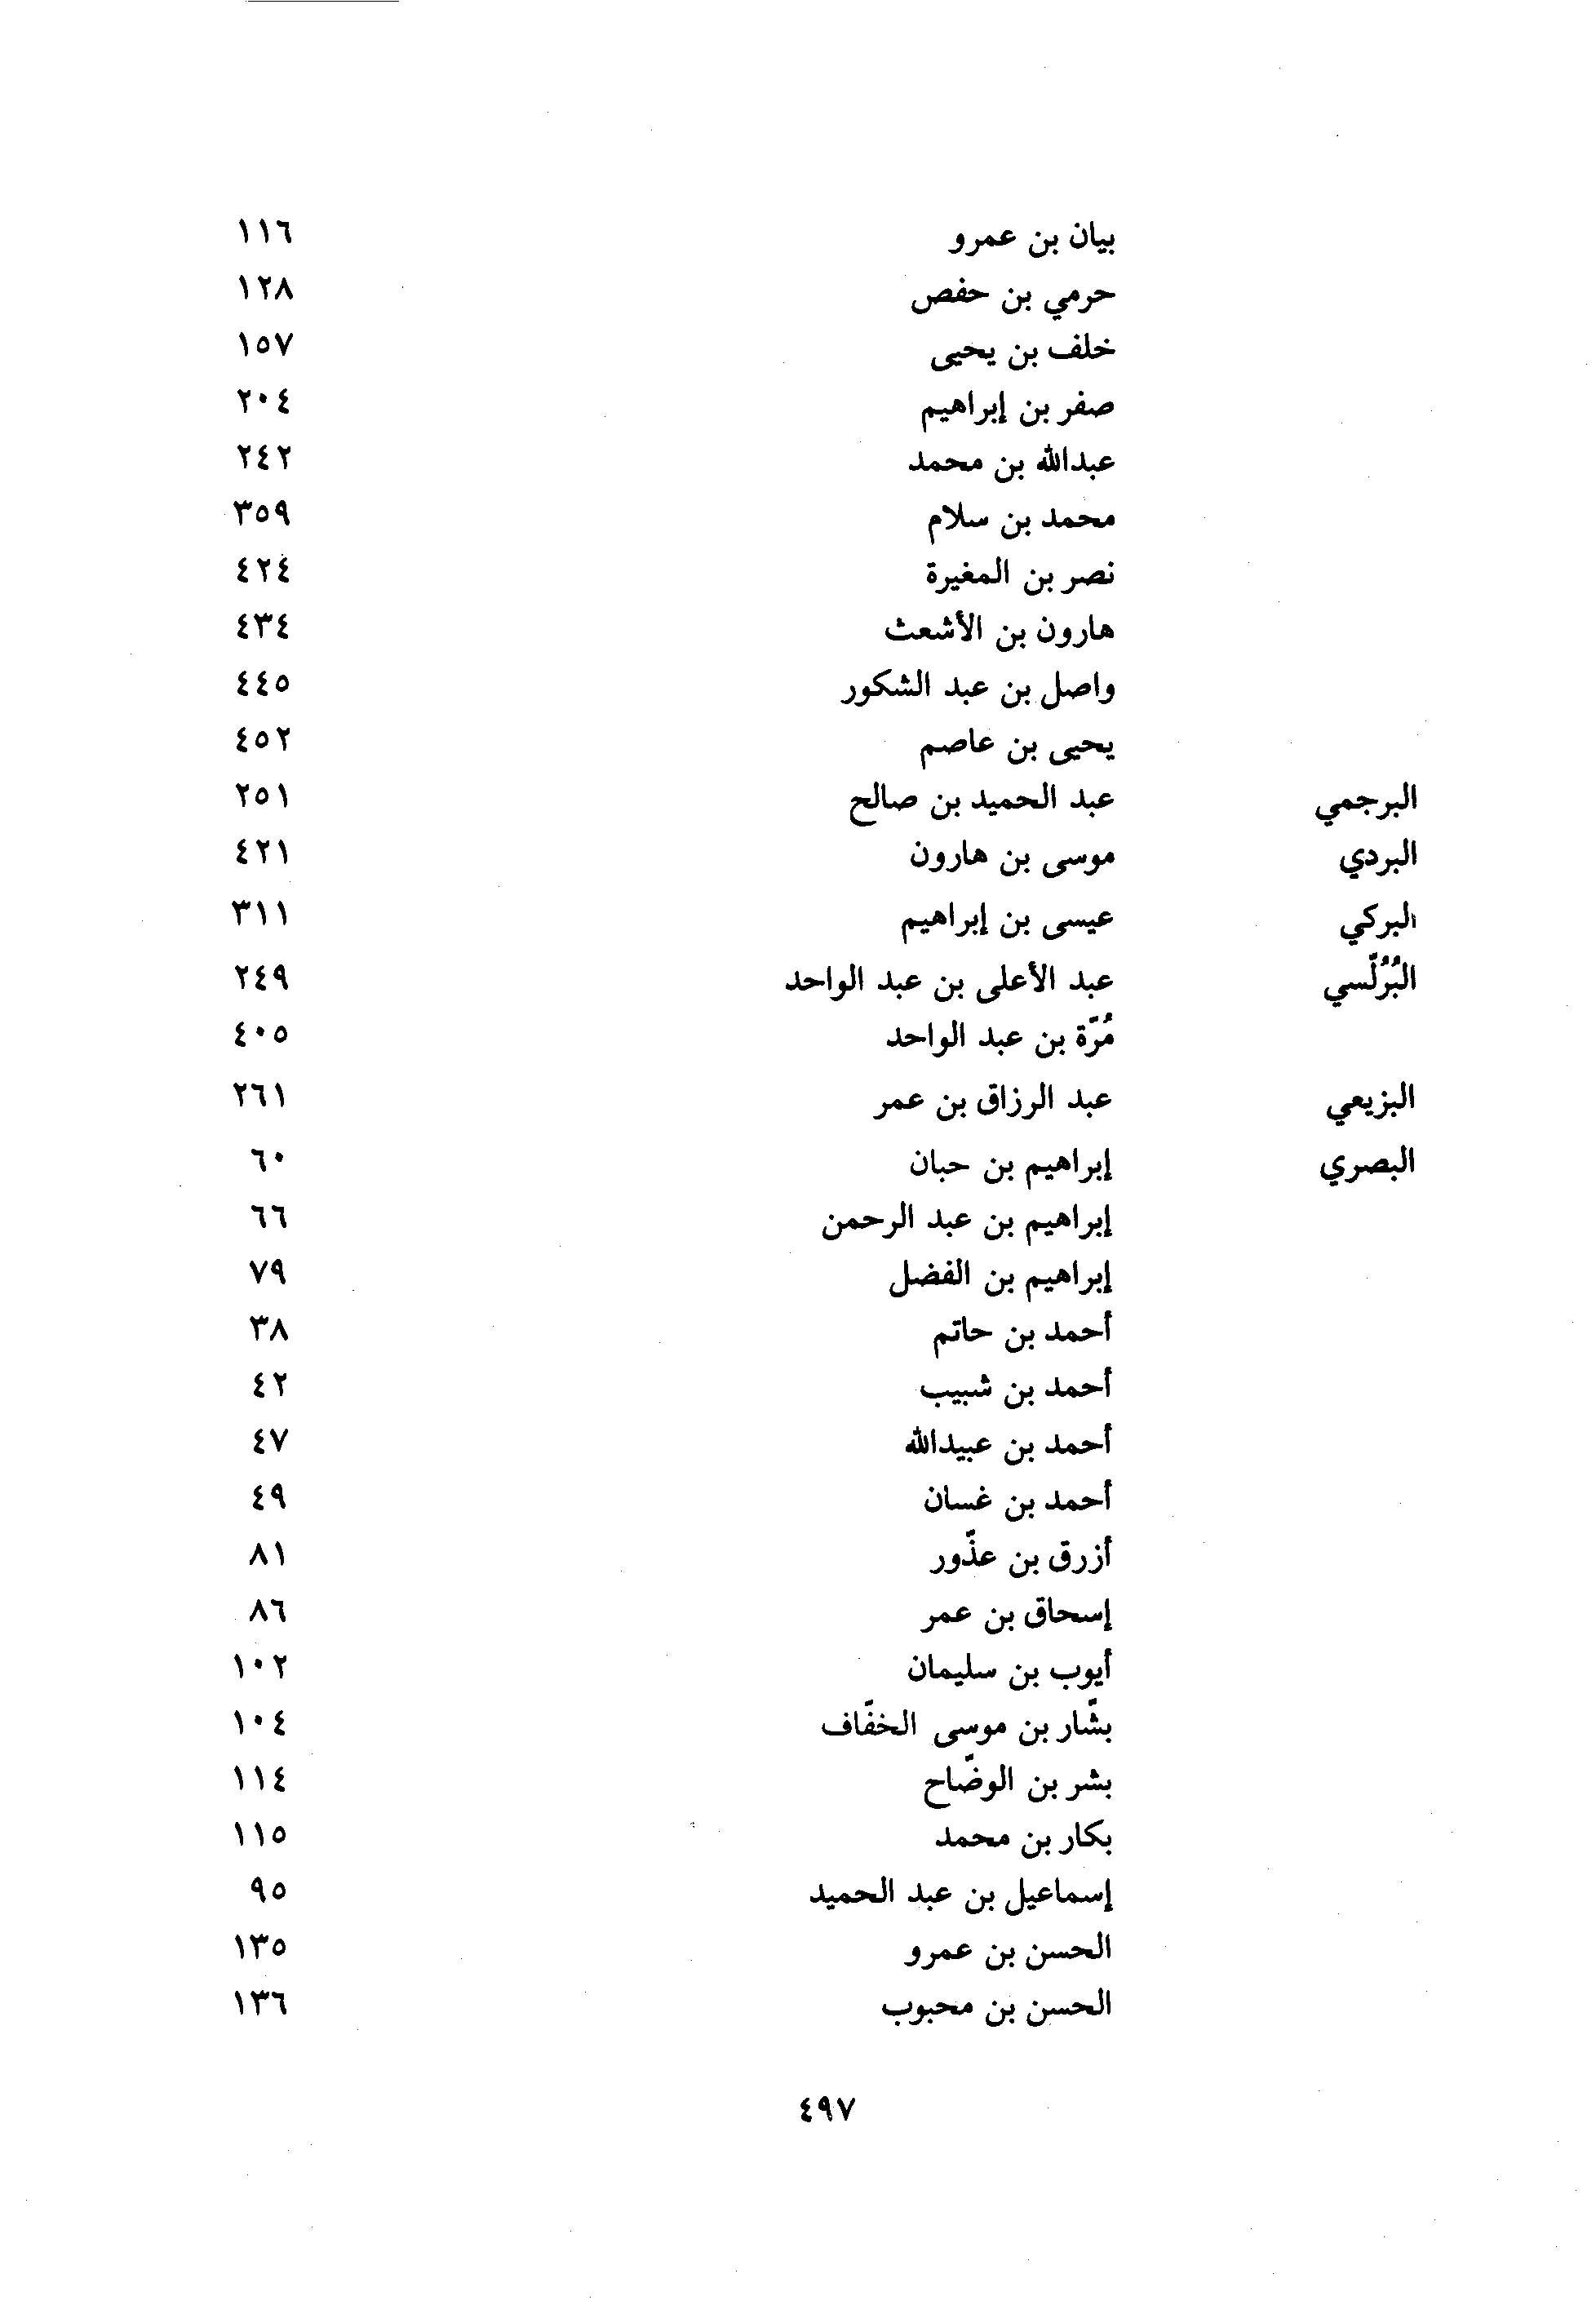 بيان بن عمرو ١١٦
حرمي بن حفص ١٢٨
خلف بن يحيى ١٥٧
صفر بن إبراهيم ٢٠٤
عبدالله بن محمد ٢٤٢
محمد بن سلام ٣٥٩
نصر بن المغيرة ٤٢٤
هارون بن الأشعث ٤٣٤
واصل بن عبد الشكور ٤٤٥
يحيى بن عاصم ٤٥٢
البرجمي عبد الحميد بن صالح ٢٥١
البردي موسى بن هارون ٤٢١
البركي عيسى بن إبراهيم ٣١١
البُرُلّسي عبد الأعلى بن عبد الواحد ٢٤٩
مُرّة بن عبد الواحد ٤٠٥
البزيعي عبد الرزاق بن عمر ٢٦١
البصري إبراهيم بن حبان ٦٠
إبراهيم بن عبد الرحمن ٦٦
إبراهيم بن الفضل ٧٩
أحمد بن حاتم ٣٨
أحمد بن شبيب ٤٢
أحمد بن عبيدالله ٤٧
أحمد بن غسان ٤٩
أزرق بن عذّور ٨١
إسحاق بن عمر ٨٦
أيوب بن سليمان ١٠٢
بشّار بن موسى الخفّاف ١٠٤
بشر بن الوضّاح ١١٤
بكار بن محمد ١١٥
إسماعيل بن عبد الحميد ٩٥
الحسن بن عمرو ١٣٥
الحسن بن محبوب ١٣٦
٤٩٧